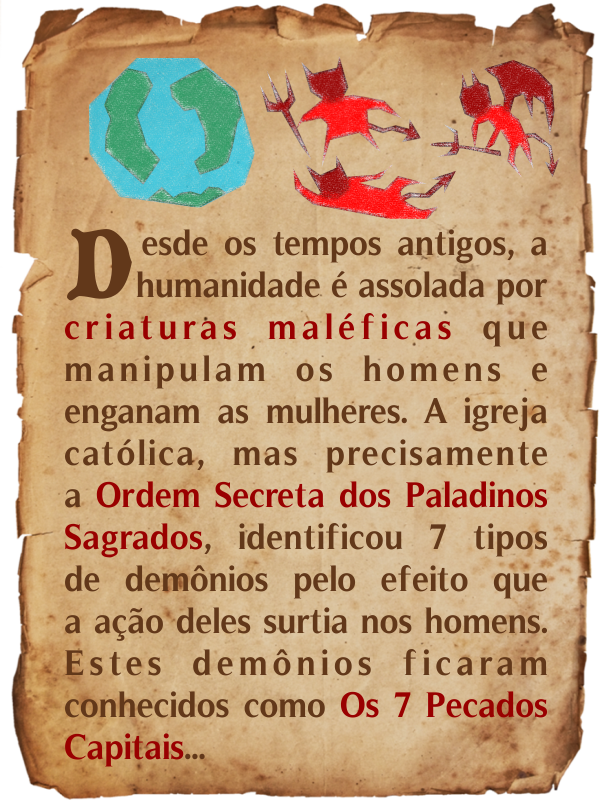 Desde os tempos antigos, a
humanidade é assolada por
criaturas maléficas que
manipulam os homens e
enganam as mulheres. A igreja
católica, mas precisamente
a Ordem Secreta dos Paladinos
Sagrados, identificou 7 tipos
de demônios pelo efeito que
a ação deles surtia nos homens.
Estes demônios ficaram
conhecidos como Os 7 Pecados
Capitais...